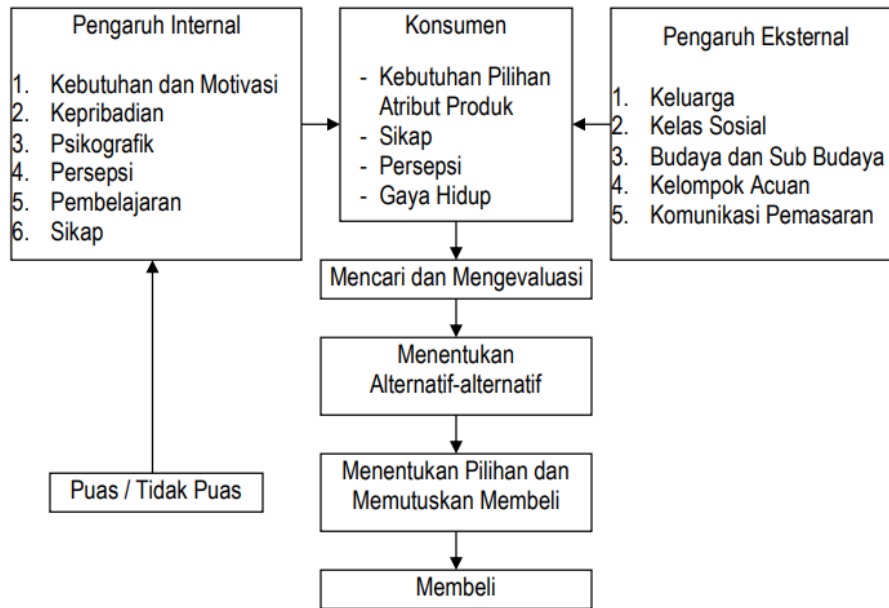 Pengaruh Internal
1. Kebutuhan dan Motivasi
2. Kepribadian
3. Psikografik
4. Persepsi
5. Pembelajaran
6. Sikap
Konsumen
- Kebutuhan Pilihan
Atribut Produk
- Sikap
- Persepsi
- Gaya Hidup
Pengaruh Eksternal
1. Keluarga
2. Kelas Sosial
3. Budaya dan Sub Budaya
4. Kelompok Acuan
5. Komunikasi Pemasaran
Mencari dan Mengevaluasi
Menentukan
Alternatif-alternatif
Menentukan Pilihan dan
Memutuskan Membeli
Puas / Tidak Puas
Membeli